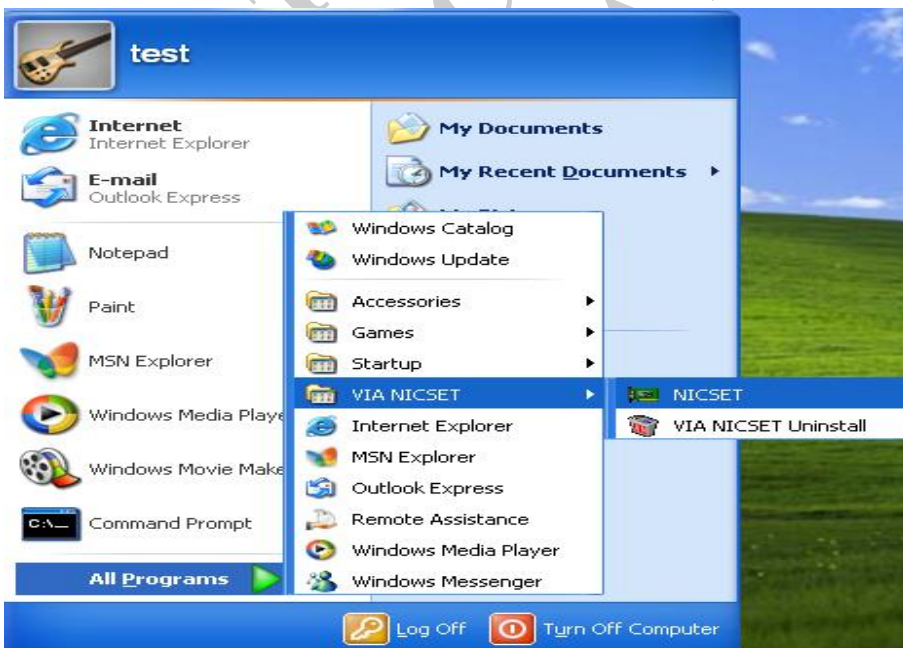 test
Internet
Internet Explorer
E-mail
Outlook Express
Notepad
Paint
MSN Explorer
Windows Media Playe
Windows Movie Make
C:\_
Command Prompt
All Programs
My Documents
My Recent Documents
Windows Catalog
Windows Update
Accessories
Games
Startup
VIA NICSET
Internet Explorer
MSN Explorer
Outlook Express
Remote Assistance
Windows Media Player
Windows Messenger
NICSET
VIA NICSET Uninstall
Log Off
Turn Off Computer